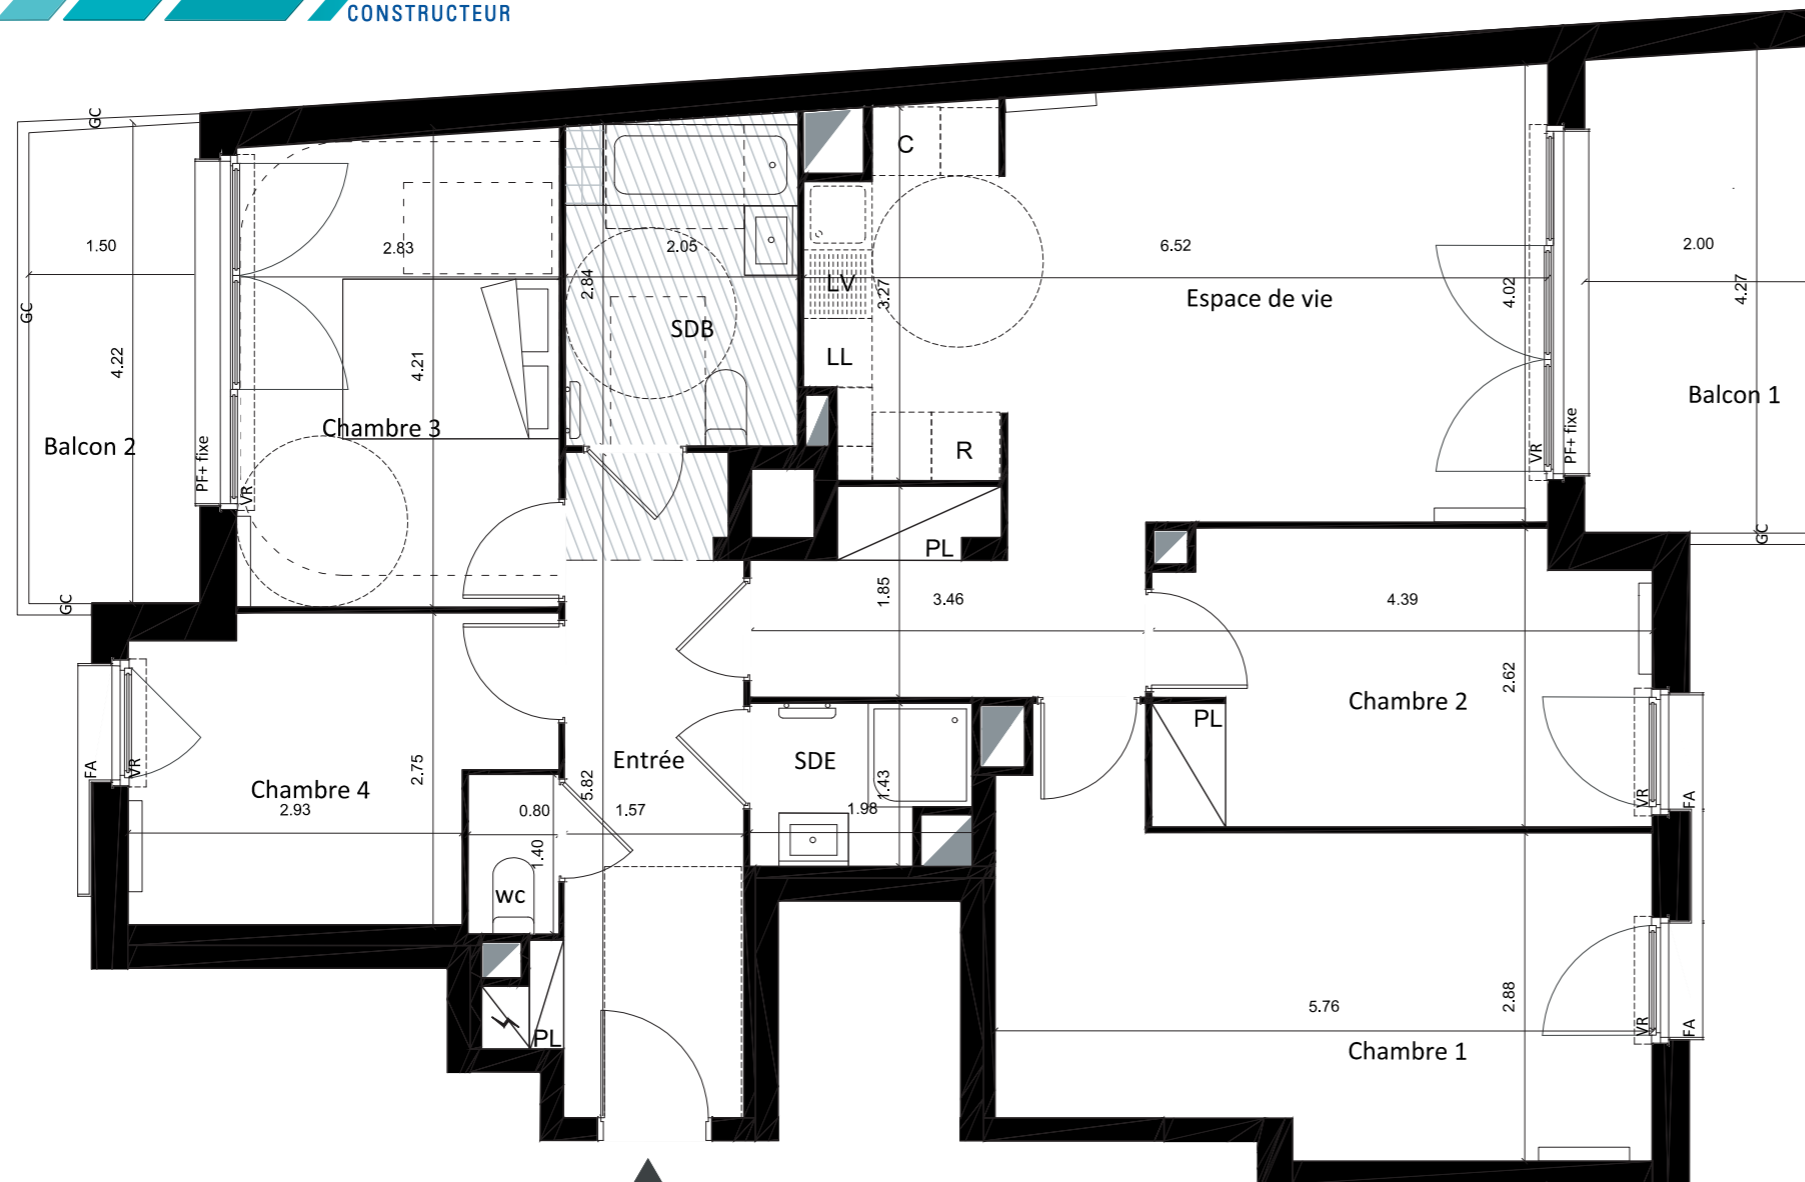 CONSTRUCTEUR
GC
C
1.50
2.83
2.05
6.52
2.00
LV
2.84
3.27
4.02
4.27
Espace de vie
GC
SDB
4.22
4.21
LL
Balcon 1
Chambre 3
Balcon 2
PF+ fixe
VR
R
VR
PF+ fixe
PL
GC
GC
1.85
3.46
4.39
2.62
Chambre 2
PL
Entrée
SDE
FA
VR
2.75
5.82
1.43
Chambre 4
2.93
0.80
1.57
1.98
VR
FA
1.40
wc
2.88
5.76
PL
VR
FA
Chambre 1